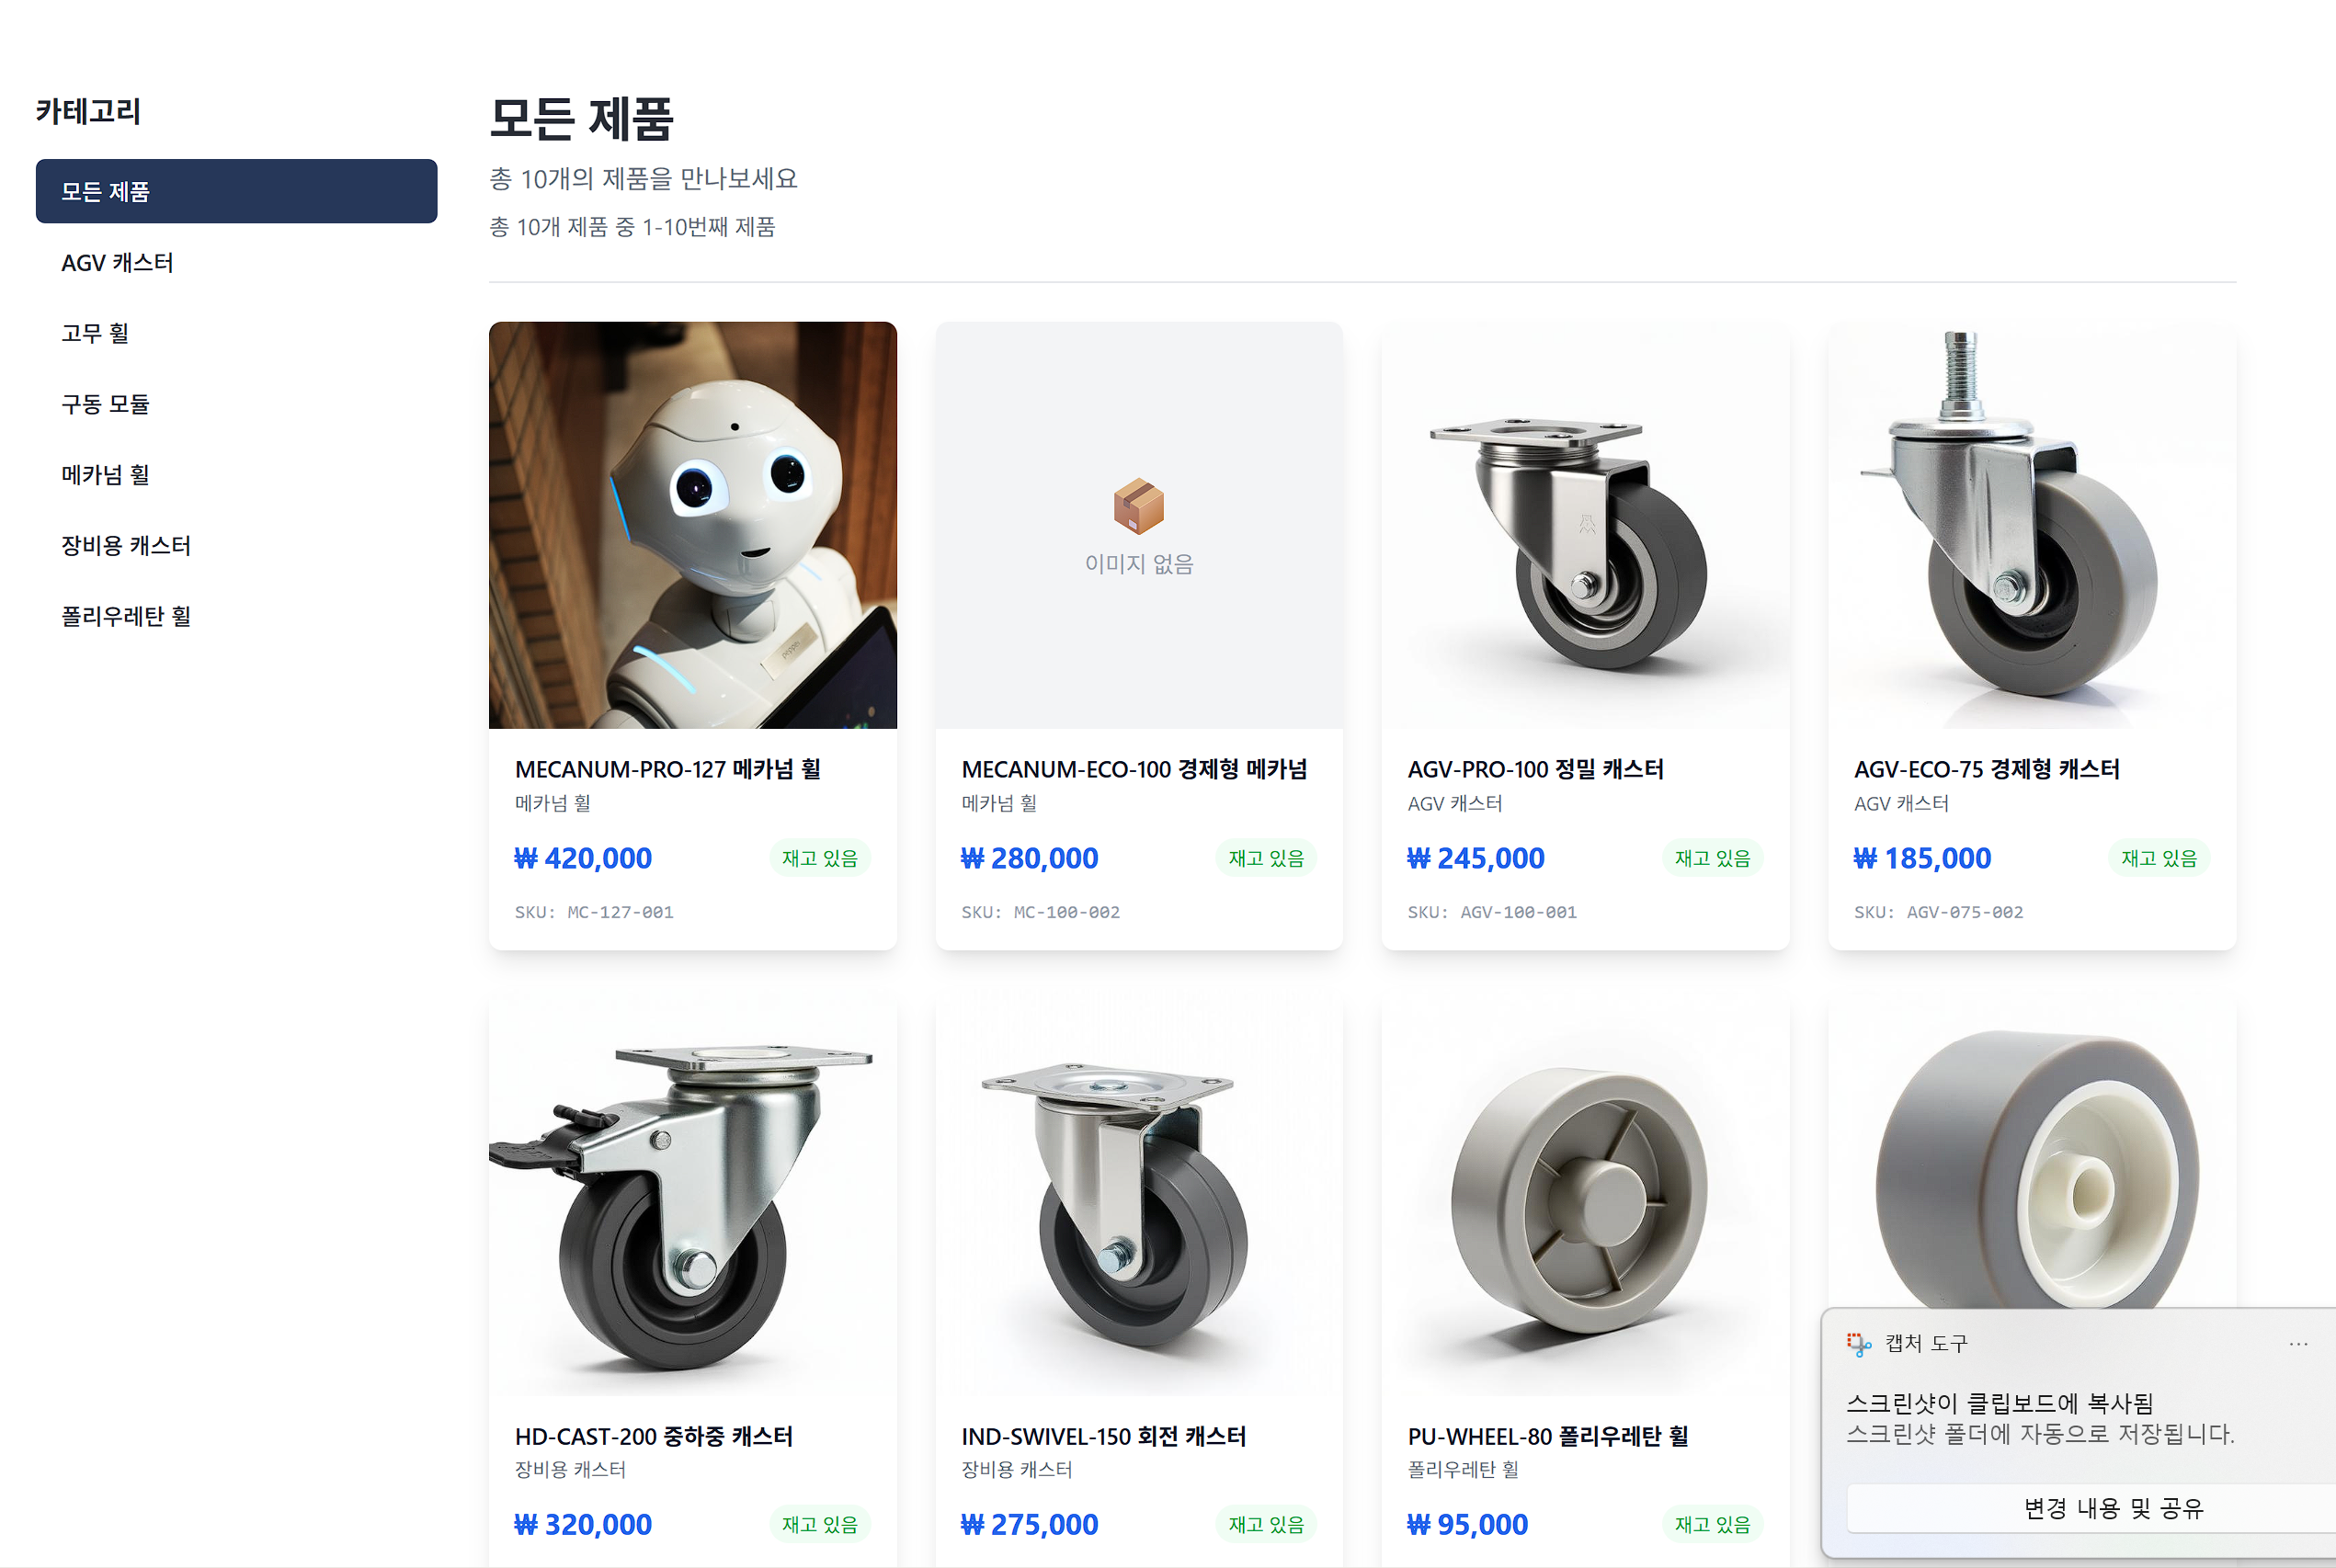 카테고리
모든 제품
AGV 캐스터
고무 휠
구동 모듈
메카넘 휠
장비용 캐스터
폴리우레탄 휠
모든 제품
총 10개의 제품을 만나보세요
총 10개 제품 중 1-10번째 제품
MECANUM-PRO-127 메카넘 휠
메카넘 휠
₩ 420,000
재고 있음
SKU: MC-127-001
이미지 없음
MECANUM-ECO-100 경제형 메카넘
메카넘 휠
₩ 280,000
재고 있음
SKU: MC-100-002
AGV-PRO-100 정밀 캐스터
AGV 캐스터
₩ 245,000
재고 있음
SKU: AGV-100-001
AGV-ECO-75 경제형 캐스터
AGV 캐스터
₩ 185,000
재고 있음
SKU: AGV-075-002
HD-CAST-200 중하중 캐스터
장비용 캐스터
₩ 320,000
재고 있음
IND-SWIVEL-150 회전 캐스터
장비용 캐스터
₩ 275,000
재고 있음
PU-WHEEL-80 폴리우레탄 휠
폴리우레탄 휠
₩ 95,000
재고 있음
캡처 도구
스크린샷이 클립보드에 복사됨
스크린샷 폴더에 자동으로 저장됩니다.
변경 내용 및 공유